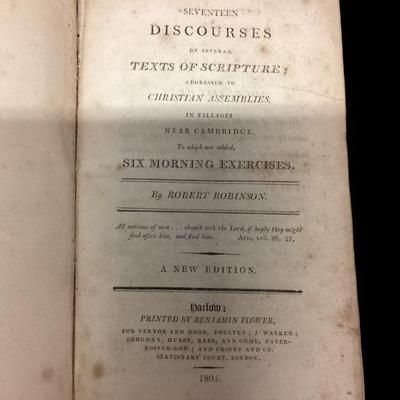 SEVENTEEN
DISCOURSES
ON SEVERAL
TEXTS OF SCRIPTURE;
ADDRESSED TO
CHRISTIAN ASSEMBLIES,
IN VILLAGES
NEAR CAMBRIDGE.
To which are added,
SIX MORNING EXERCISES.
By ROBERT ROBINSON.
All nations of men . . . should seek the Lord, if haply they might
feel after him, and find him. Acts, xvii. 26, 27.
A NEW EDITION.
Harlow:
PRINTED BY BENJAMIN FLOWER,
FOR VERNOR AND HOOD, POULTRY; J WALKER;
LONGMAN, HURST, REES, AND ORME, PATER-
NOSTER-ROW; AND CROSBY AND CO.
STATIONERS' COURT, LONDON.
1805.